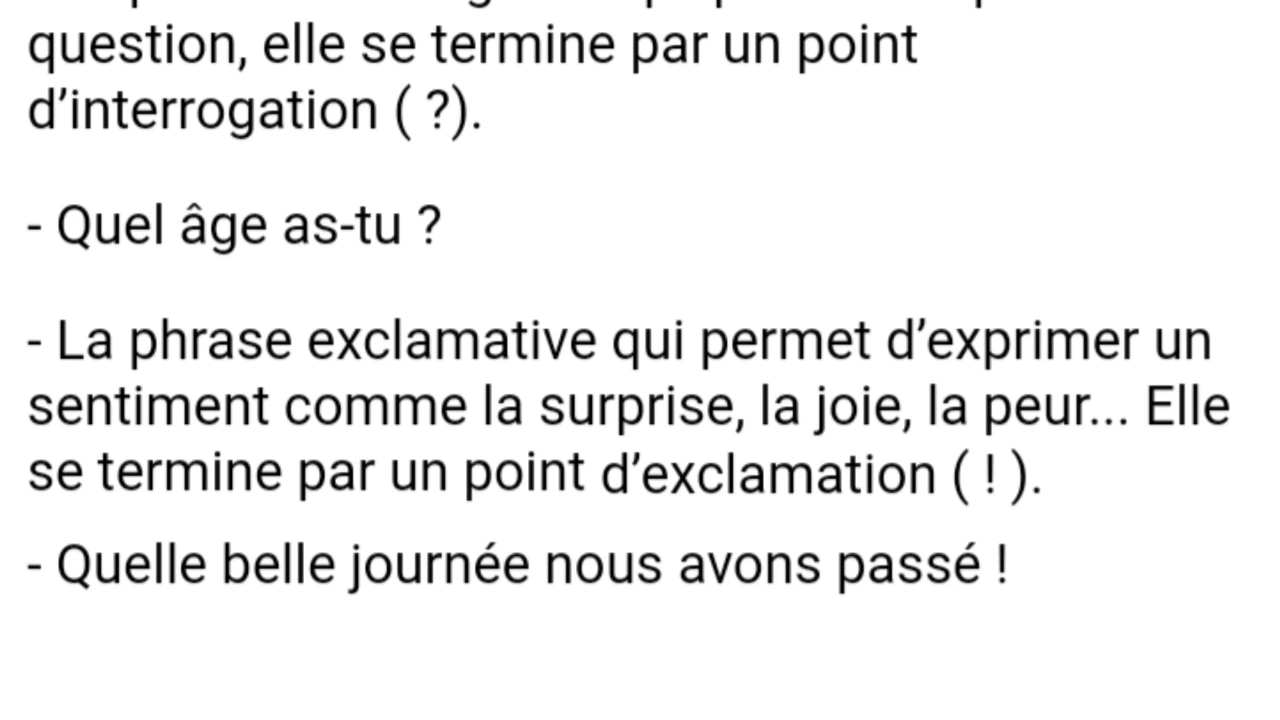 question, elle se termine par un point
d’interrogation ( ?).
- Quel âge as-tu ?
- La phrase exclamative qui permet d’exprimer un
sentiment comme la surprise, la joie, la peur... Elle
se termine par un point d’exclamation ( ! ).
- Quelle belle journée nous avons passé !